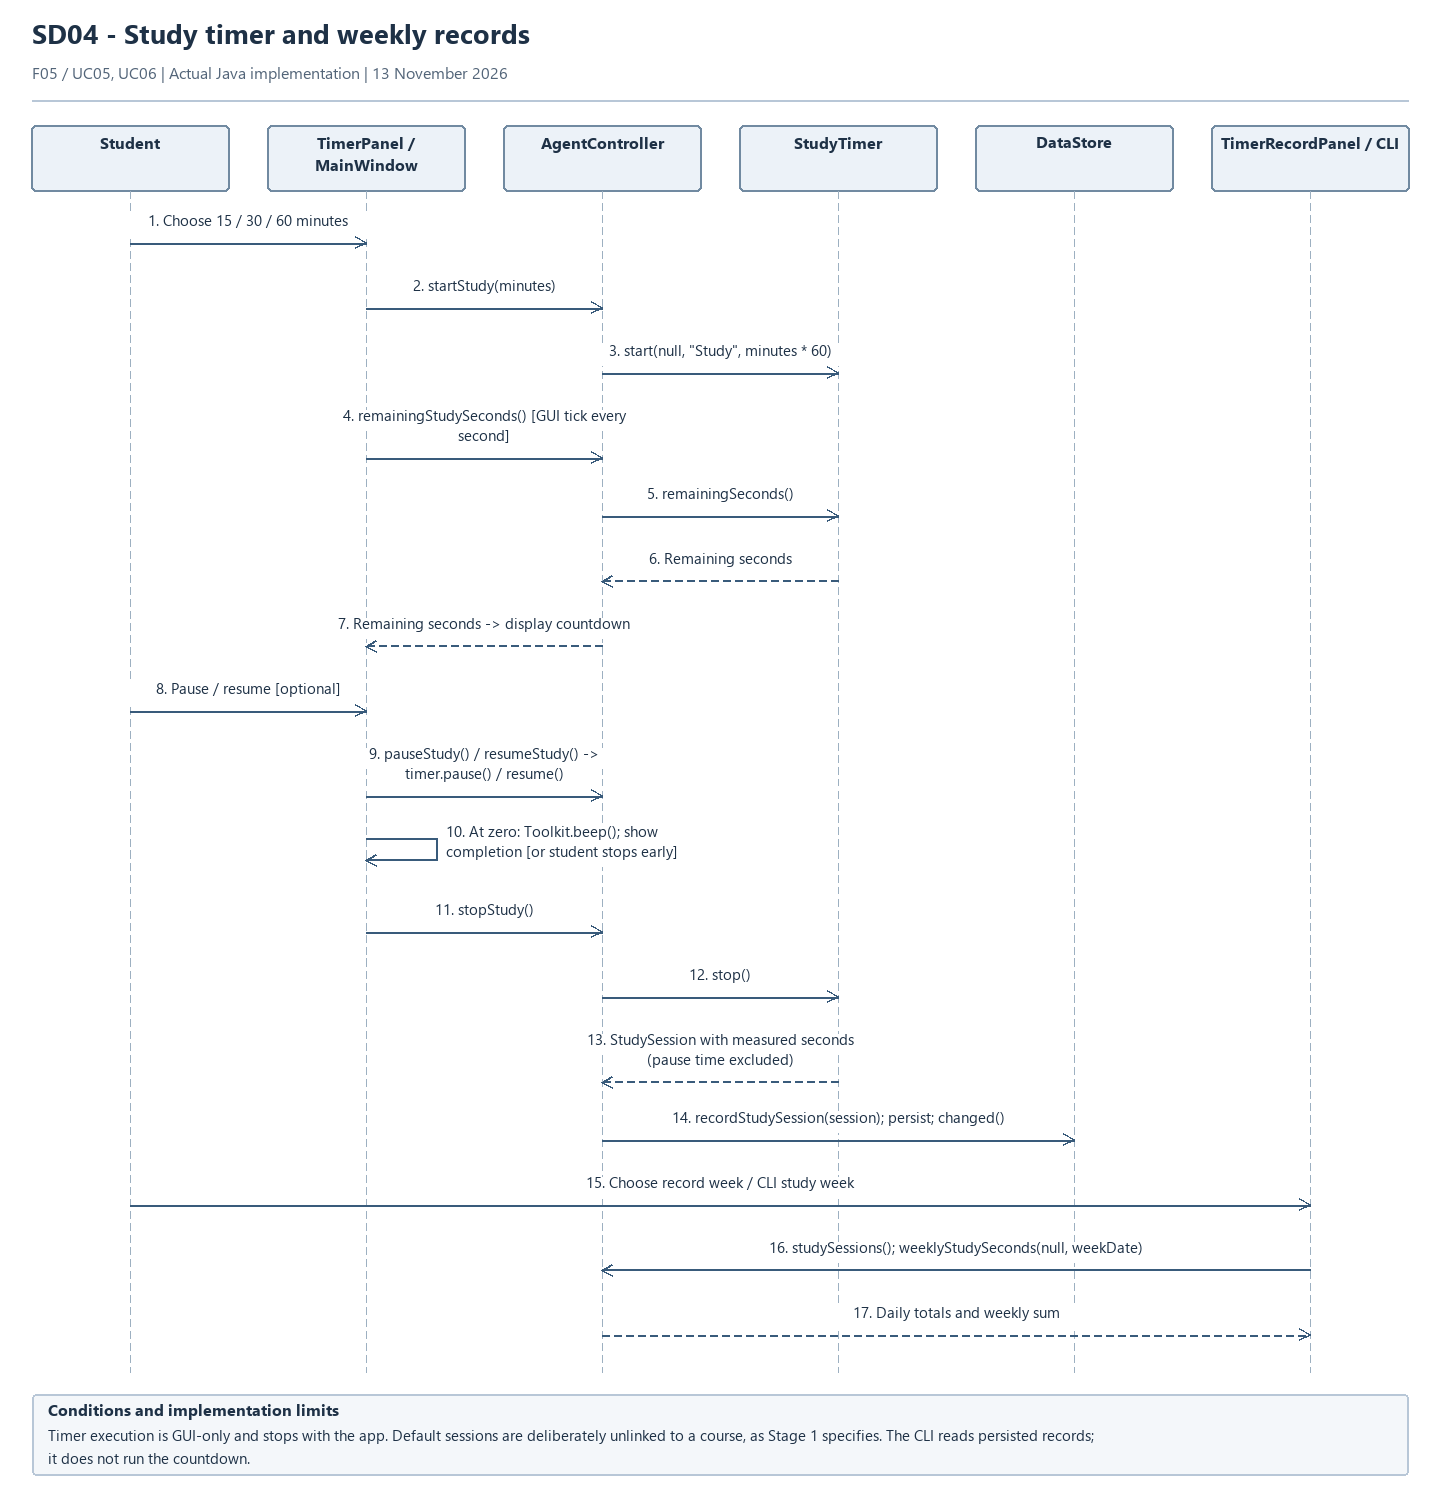 SD04 - Study timer and weekly records
F05 / UC05, UC06 | Actual Java implementation | 13 November 2026
Student
TimerPanel /
MainWindow
AgentController
StudyTimer
DataStore
TimerRecordPanel / CLI
1. Choose 15 / 30 / 60 minutes
2. startStudy(minutes)
3. start(null, "Study", minutes * 60)
4. remainingStudySeconds() [GUI tick every
second]
5. remainingSeconds()
6. Remaining seconds
7. Remaining seconds -> display countdown
8. Pause / resume [optional]
9. pauseStudy() / resumeStudy() ->
timer.pause() / resume()
10. At zero: Toolkit.beep(); show
completion [or student stops early]
11. stopStudy()
12. stop()
13. StudySession with measured seconds
(pause time excluded)
14. recordStudySession(session); persist; changed()
15. Choose record week / CLI study week
16. studySessions(); weeklyStudySeconds(null, weekDate)
17. Daily totals and weekly sum
Conditions and implementation limits
Timer execution is GUI-only and stops with the app. Default sessions are deliberately unlinked to a course, as Stage 1 specifies. The CLI reads persisted records;
it does not run the countdown.